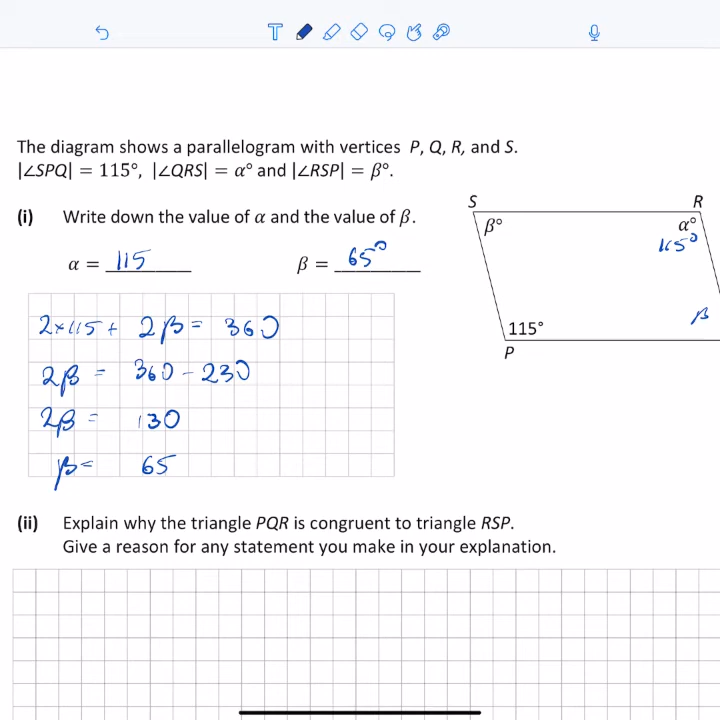 The diagram shows a parallelogram with vertices P, Q, R, and S.
|∠SPQ| = 115°, |∠QRS| = α° and |∠RSP| = β°.
(i) Write down the value of α and the value of β.
α = 115 β = 65°
2×115 + 2β = 360
2β = 360 - 230
2β = 130
β = 65
S R
β° α°
115°
β
115°
P
(ii) Explain why the triangle PQR is congruent to triangle RSP.
Give a reason for any statement you make in your explanation.